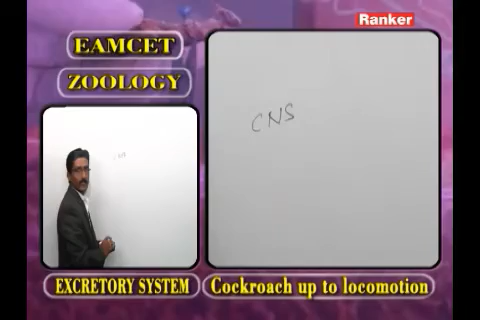 Ranker
EAMCET
ZOOLOGY
CNS
EXCRETORY SYSTEM
Cockroach up to locomotion